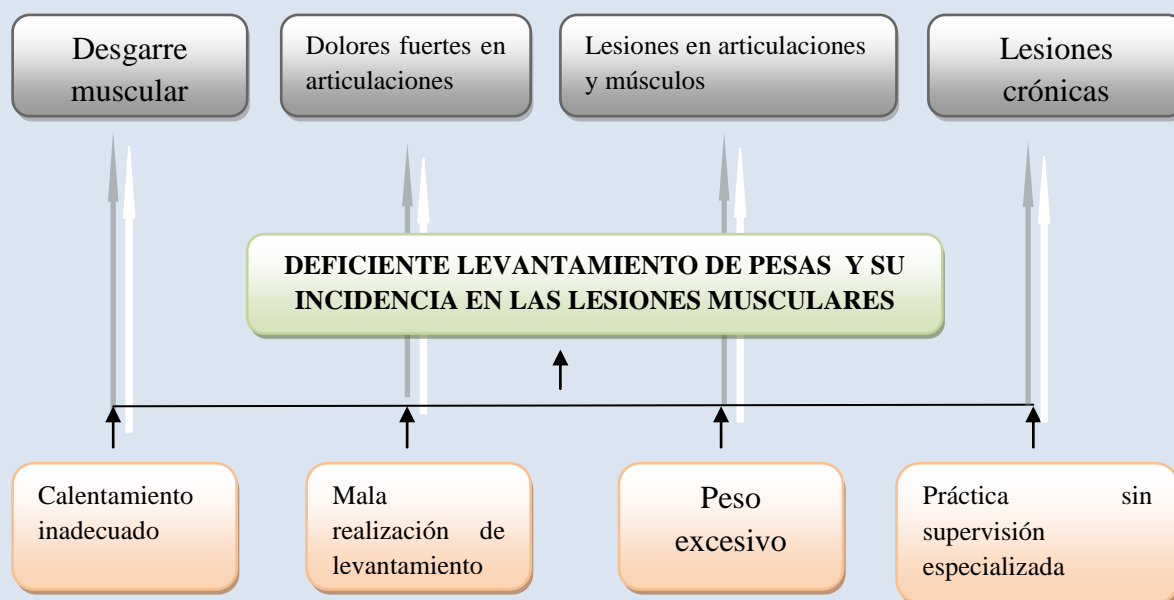 Desgarre
muscular
Dolores fuertes en
articulaciones
Lesiones en articulaciones
y músculos
Lesiones
crónicas
DEFICIENTE LEVANTAMIENTO DE PESAS Y SU
INCIDENCIA EN LAS LESIONES MUSCULARES
Calentamiento
inadecuado
Mala
realización de
levantamiento
Peso
excesivo
Práctica sin
supervisión
especializada